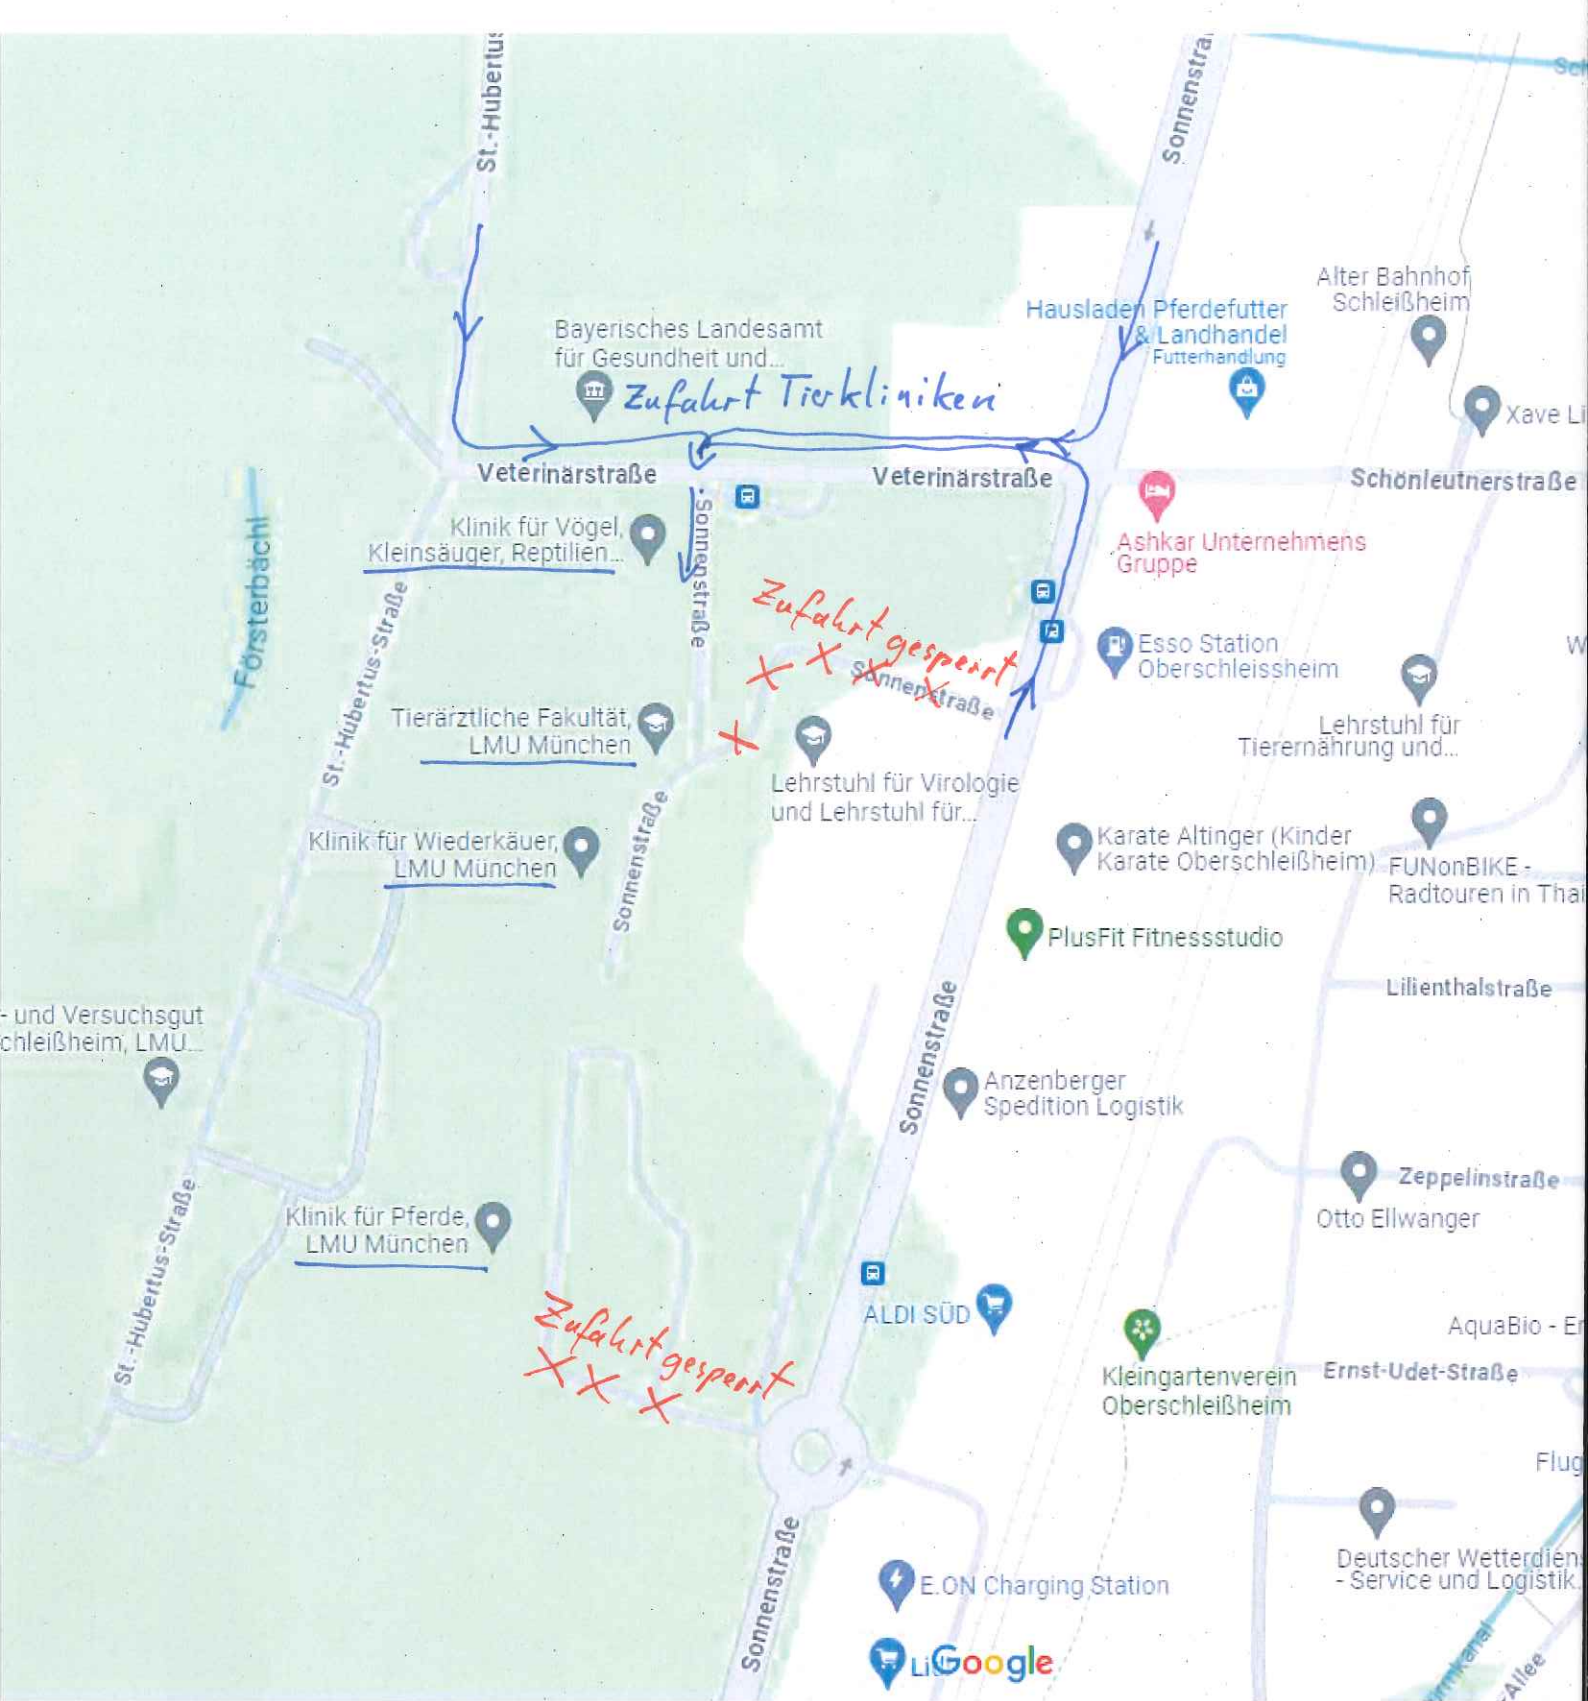 St.-Hubertus
Sonnenstra
Sch
Alter Bahnhof
Schleißheim
Hausladen Pferdefutter
& Landhandel
Futterhandlung
Bayerisches Landesamt
für Gesundheit und...
Zufahrt Tierkliniken
Xave Li
Veterinärstraße
Veterinärstraße
Schönleutnerstraße
Klinik für Vögel,
Kleinsäuger, Reptilien...
Sonnenstraße
Ashkar Unternehmens
Gruppe
Försterbächl
St.-Hubertus-Straße
Zufahrt gesperrt
Sonnenstraße
Esso Station
Oberschleissheim
W
Tierärztliche Fakultät,
LMU München
Lehrstuhl für
Tierernährung und...
Lehrstuhl für Virologie
und Lehrstuhl für...
Sonnenstraße
Klinik für Wiederkäuer,
LMU München
Karate Altinger (Kinder
Karate Oberschleißheim)
FUNonBIKE -
Radtouren in Thai
PlusFit Fitnessstudio
Lilienthalstraße
- und Versuchsgut
chleißheim, LMU...
Sonnenstraße
Anzenberger
Spedition Logistik
Zeppelinstraße
Otto Ellwanger
St.-Hubertus-Straße
Klinik für Pferde,
LMU München
ALDI SÜD
Zufahrt gesperrt
AquaBio - Er
Kleingartenverein
Oberschleißheim
Ernst-Udet-Straße
Flug
Sonnenstraße
Deutscher Wetterdien
- Service und Logistik.
E.ON Charging Station
Li
Google
Allee